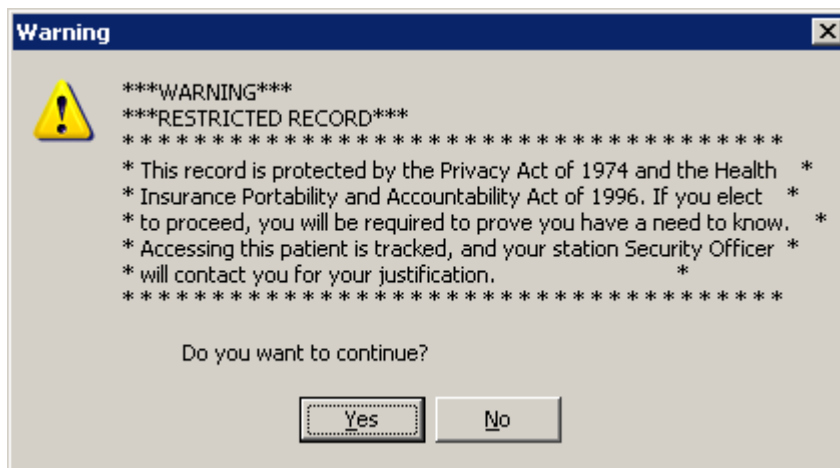 Warning
***WARNING***
***RESTRICTED RECORD***
* * * * * * * * * * * * * * * * * * * * * * * * * * * * * * * * * * * * *
* This record is protected by the Privacy Act of 1974 and the Health *
* Insurance Portability and Accountability Act of 1996. If you elect *
* to proceed, you will be required to prove you have a need to know. *
* Accessing this patient is tracked, and your station Security Officer *
* will contact you for your justification. *
* * * * * * * * * * * * * * * * * * * * * * * * * * * * * * * * * * * * *
Do you want to continue?
Yes No